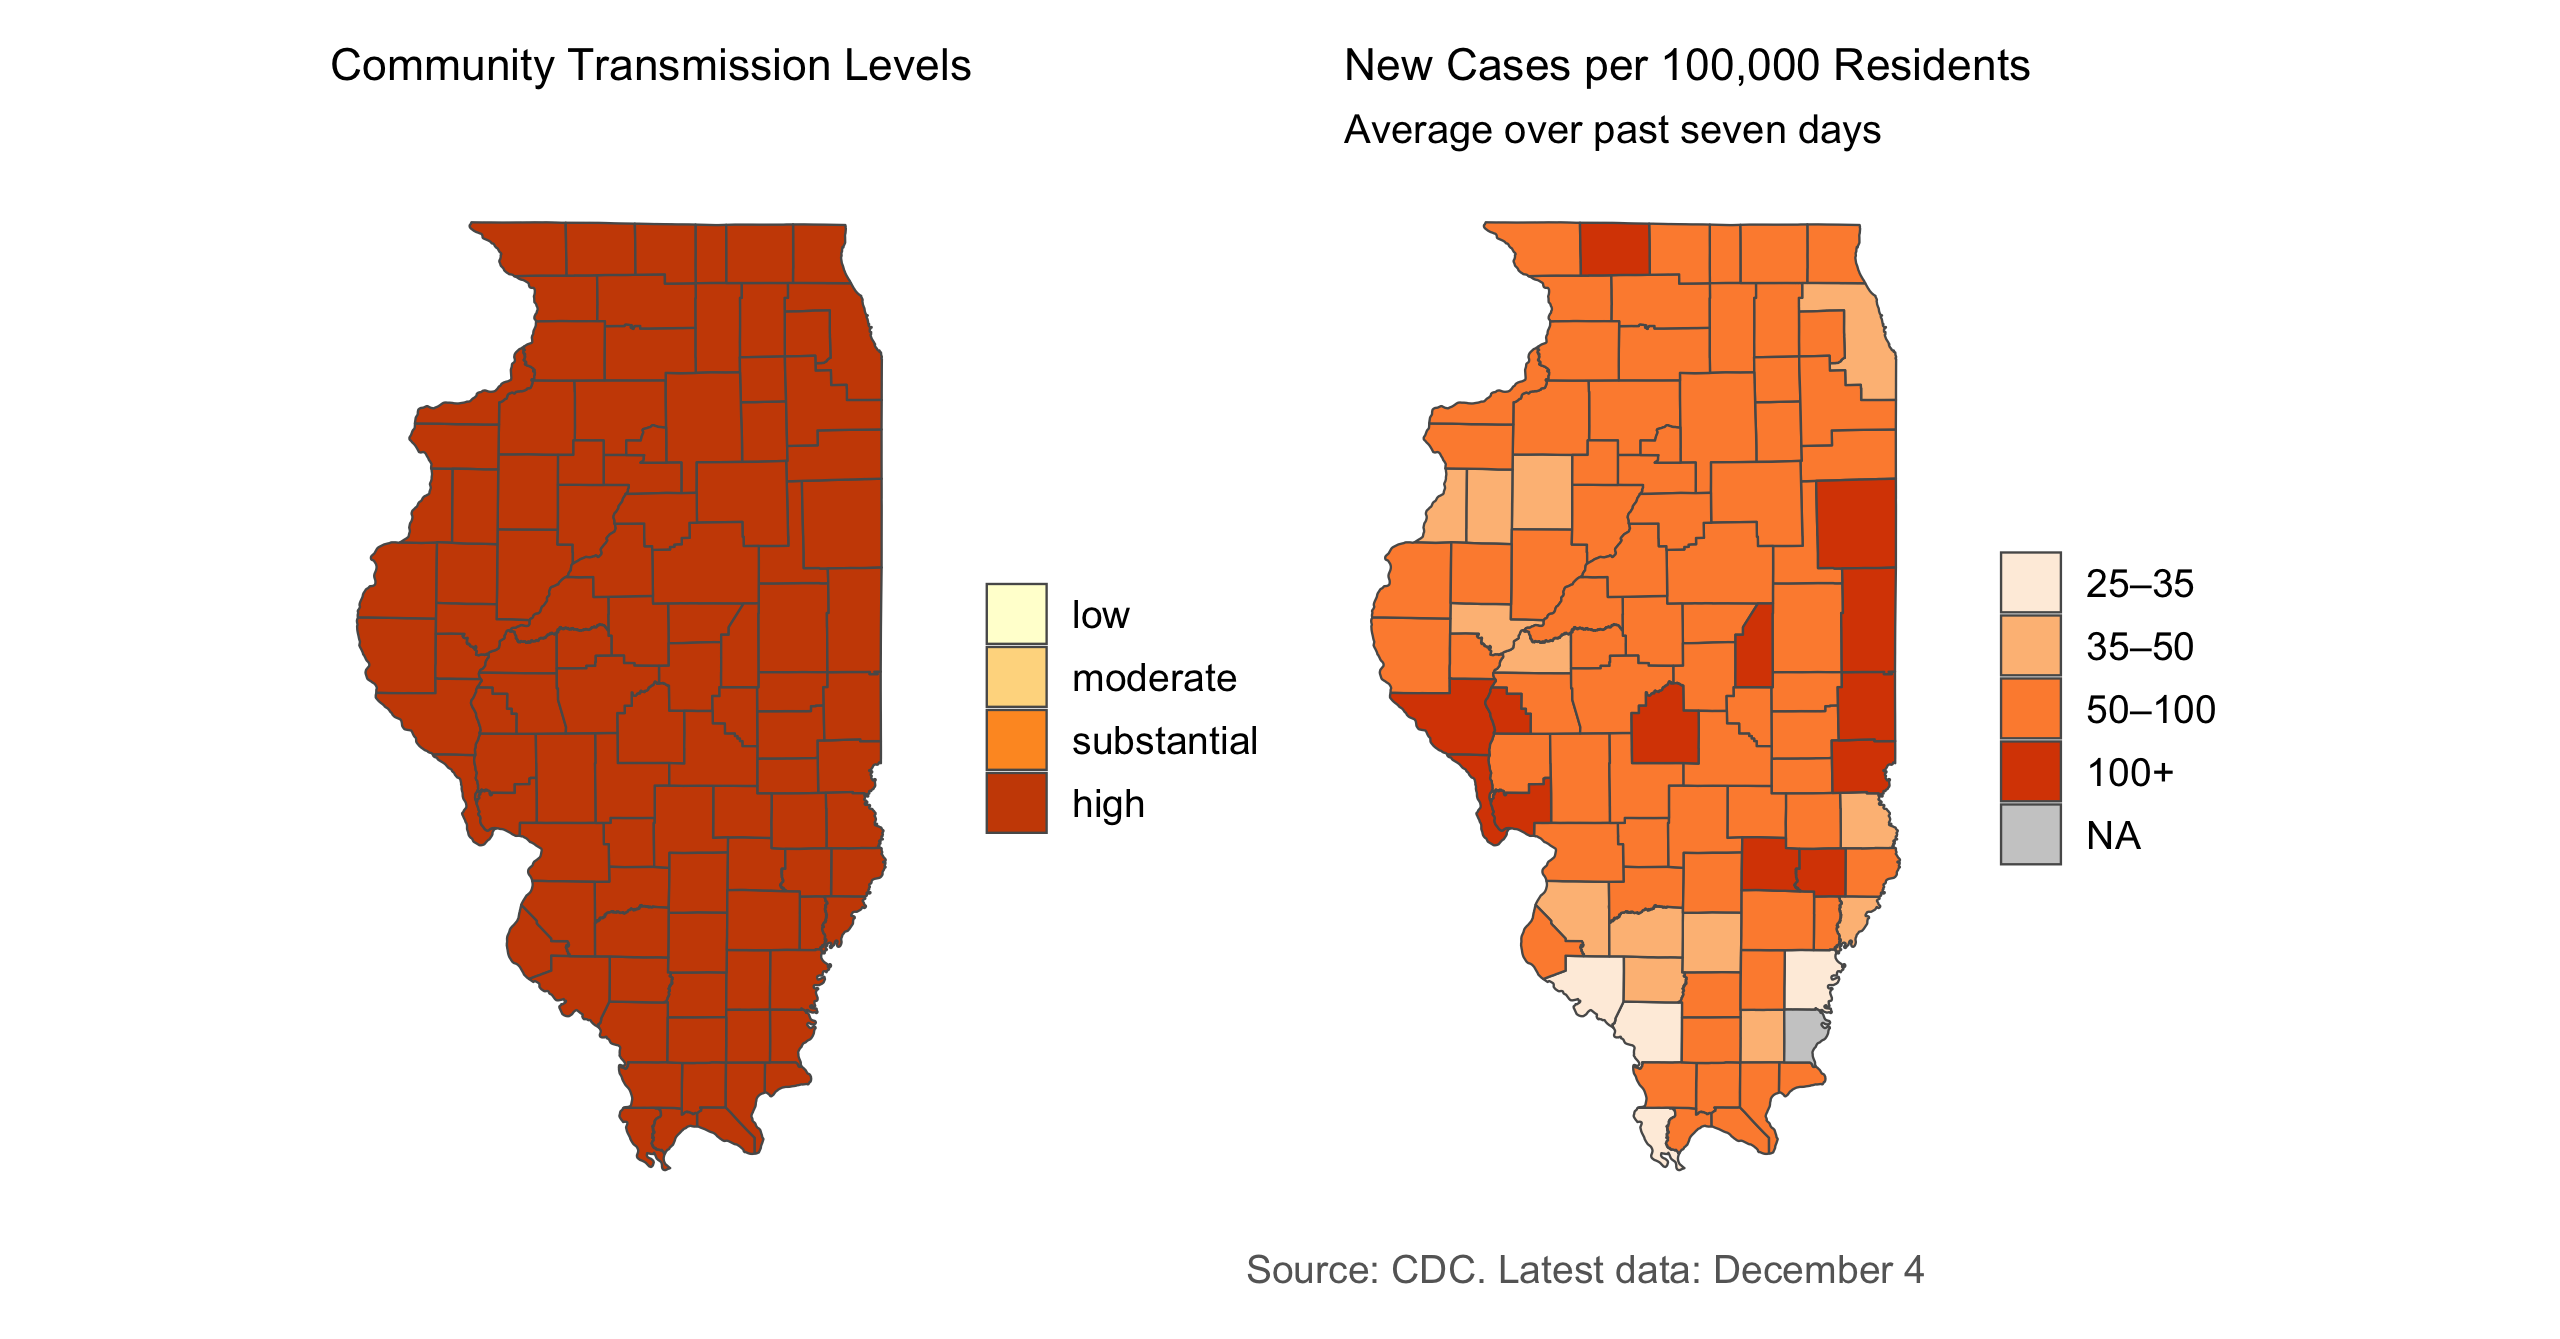 Community Transmission Levels
low
moderate
substantial
high
New Cases per 100,000 Residents
Average over past seven days
25–35
35–50
50–100
100+
NA
Source: CDC. Latest data: December 4